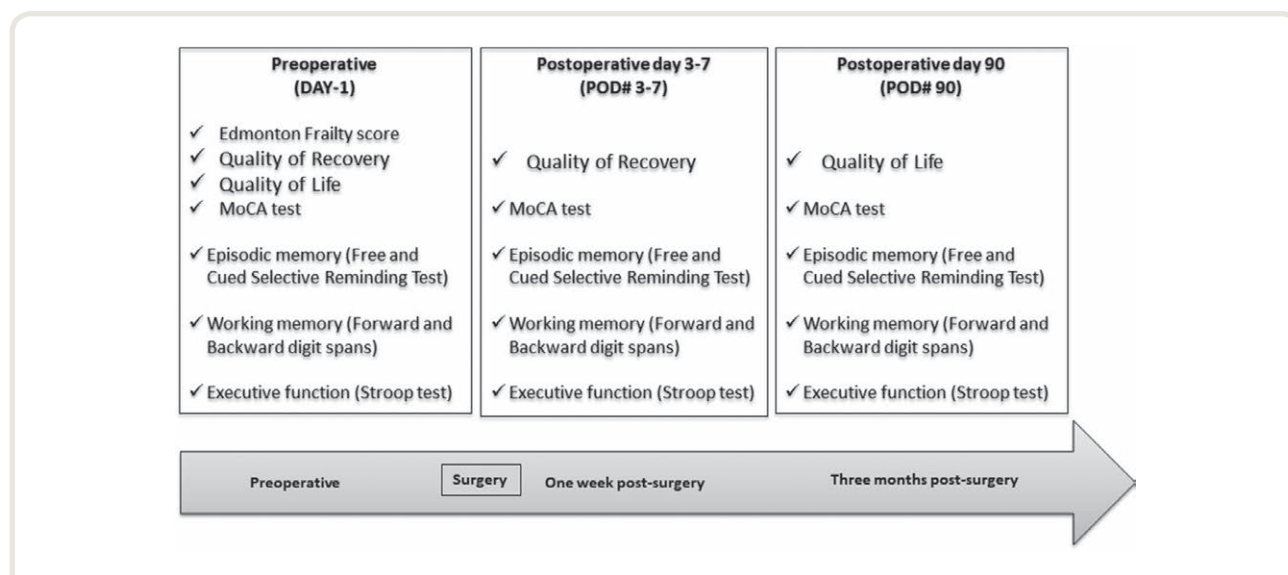 Preoperative
(DAY-1)
✓ Edmonton Frailty score
✓ Quality of Recovery
✓ Quality of Life
✓ MoCA test
✓ Episodic memory (Free and
Cued Selective Reminding Test)
✓ Working memory (Forward and
Backward digit spans)
✓ Executive function (Stroop test)
Postoperative day 3-7
(POD# 3-7)
✓ Quality of Recovery
✓ MoCA test
✓ Episodic memory (Free and
Cued Selective Reminding Test)
✓ Working memory (Forward and
Backward digit spans)
✓ Executive function (Stroop test)
Postoperative day 90
(POD# 90)
✓ Quality of Life
✓ MoCA test
✓ Episodic memory (Free and
Cued Selective Reminding Test)
✓ Working memory (Forward and
Backward digit spans)
✓ Executive function (Stroop test)
Preoperative
Surgery
One week post-surgery
Three months post-surgery